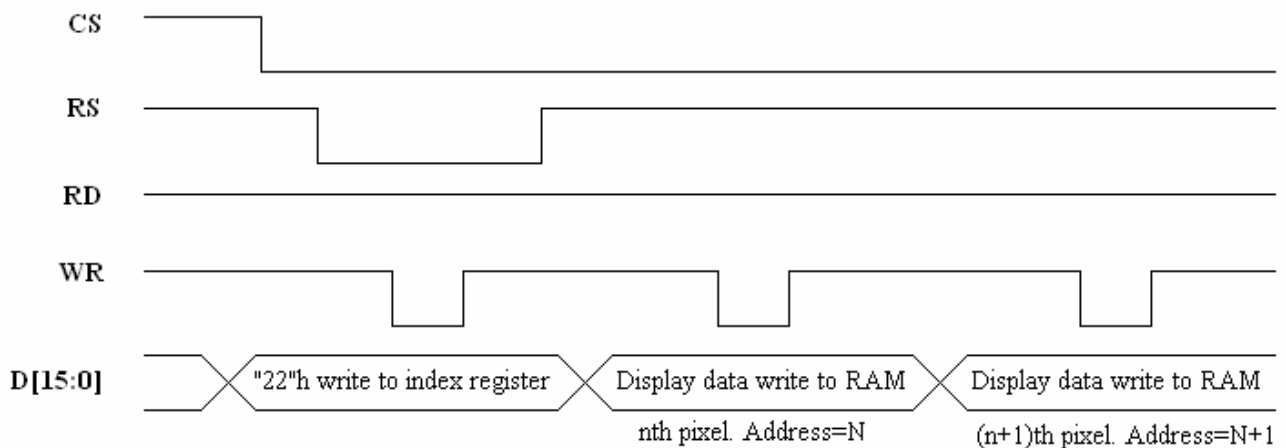 CS
RS
RD
WR
D[15:0] "22"h write to index register Display data write to RAM Display data write to RAM
nth pixel. Address=N (n+1)th pixel. Address=N+1